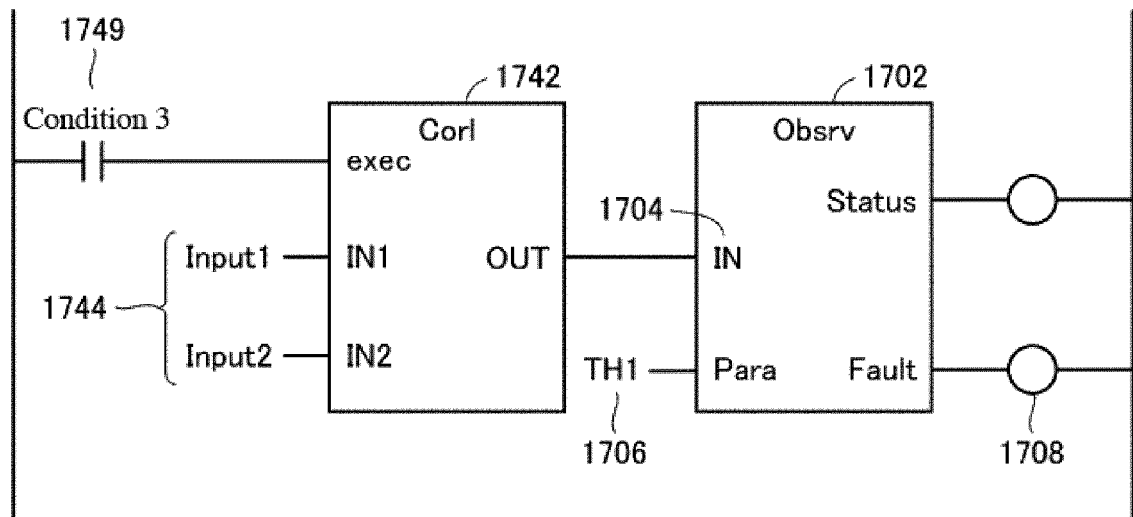 1749
1742
1702
Condition 3
Corl
Obsrv
exec
1704
Status
Input1
IN1
OUT
IN
1744
Input2
IN2
TH1
Para
Fault
1706
1708